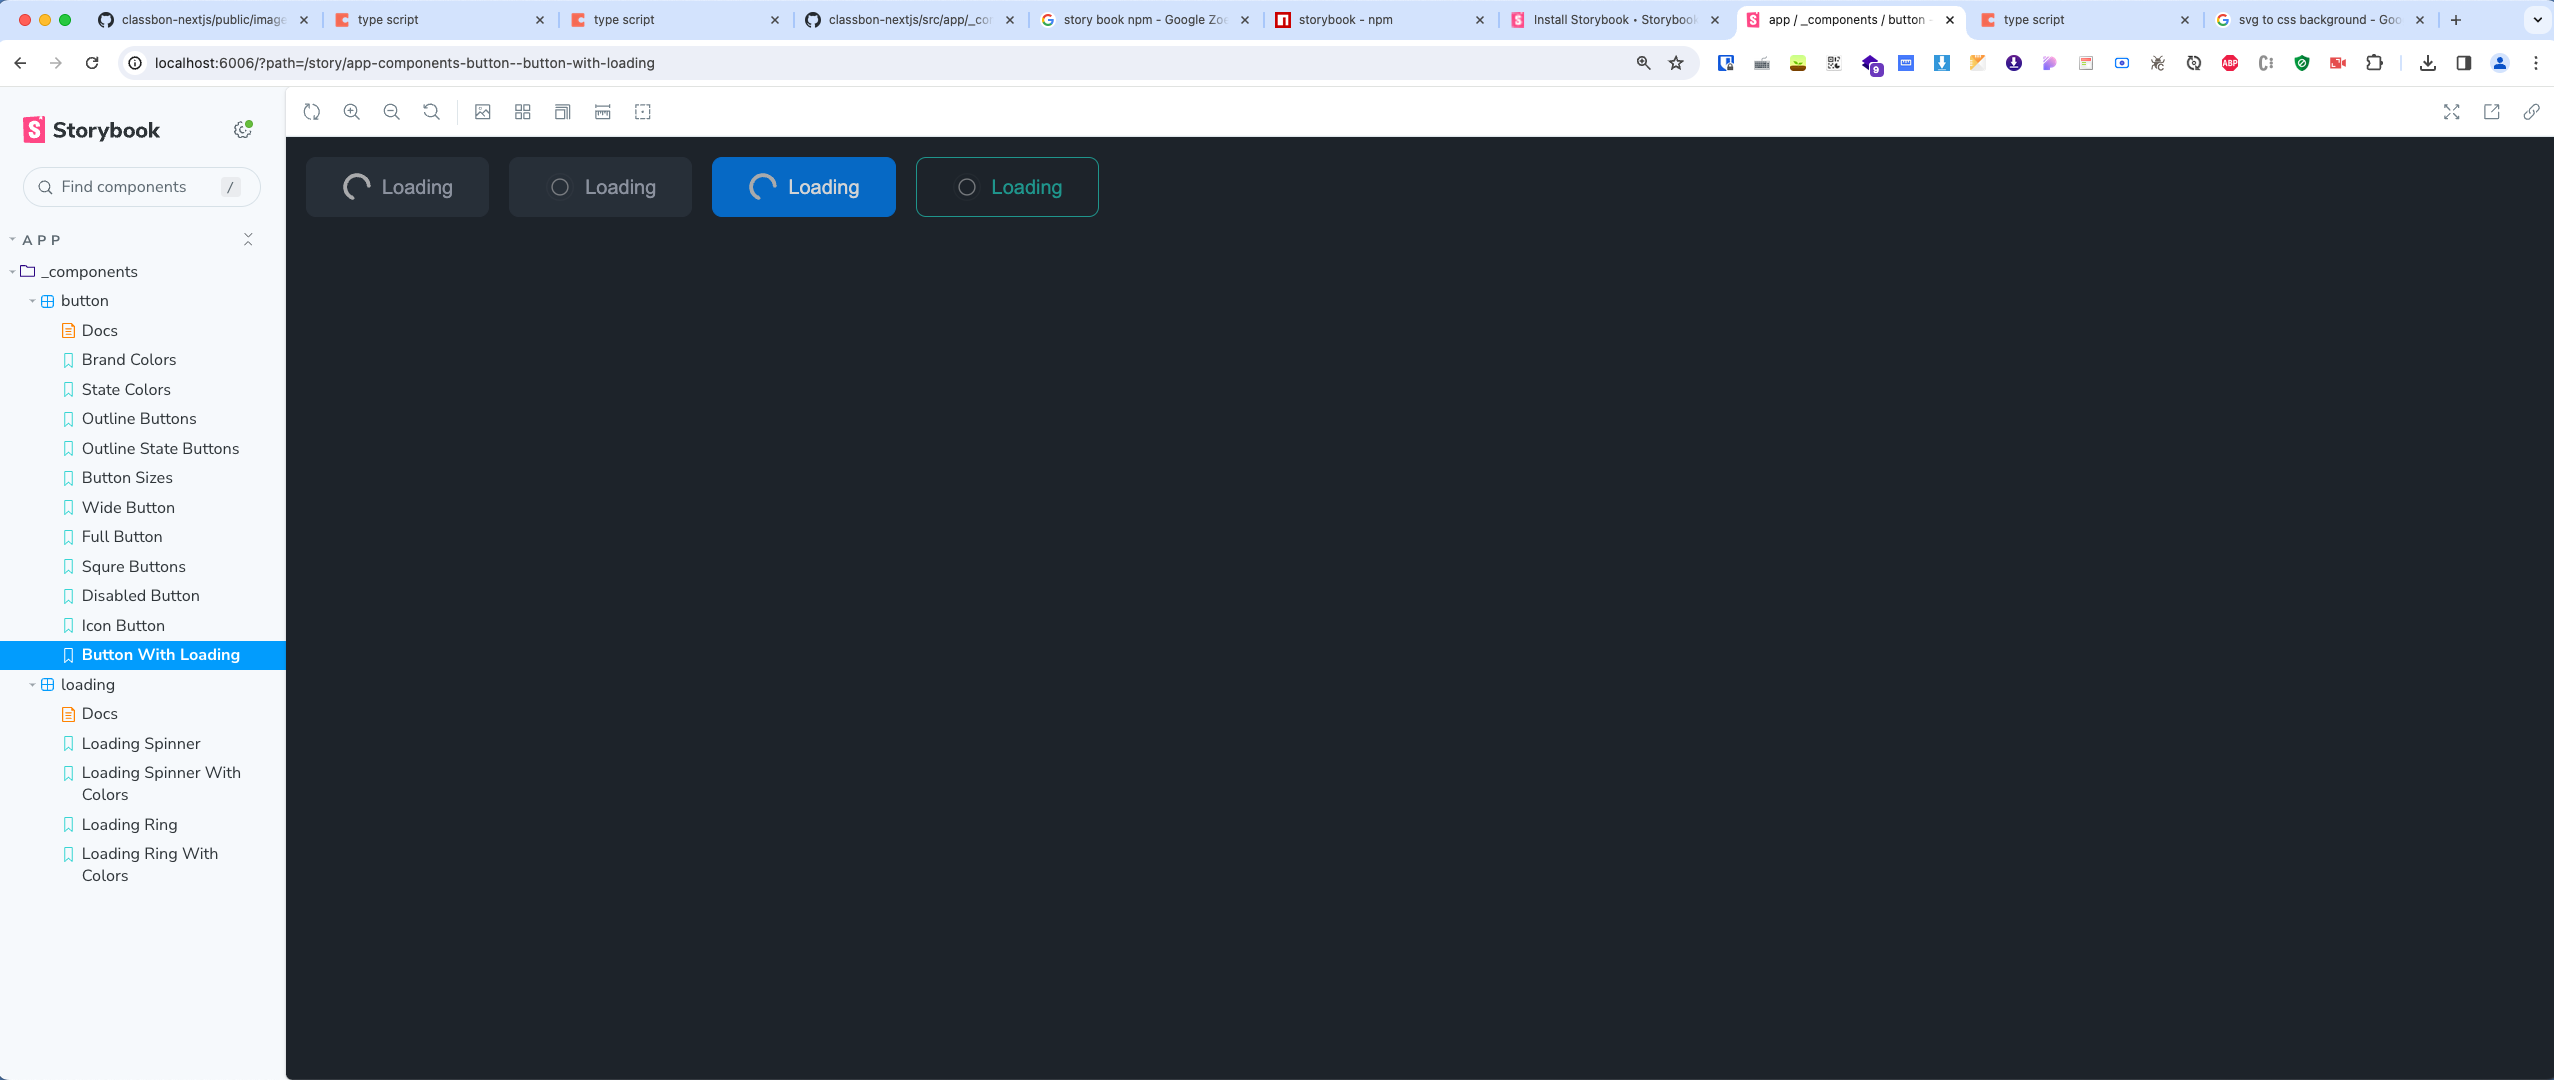 classbon-nextjs/public/image
type script
type script
classbon-nextjs/src/app/_co
story book npm - Google Zoe
storybook - npm
Install Storybook • Storybook
app / _components / button -
type script
svg to css background - Goo
localhost:6006/?path=/story/app-components-button--button-with-loading
9
ABP
Storybook
Find components
/
APP
_components
button
Docs
Brand Colors
State Colors
Outline Buttons
Outline State Buttons
Button Sizes
Wide Button
Full Button
Squre Buttons
Disabled Button
Icon Button
Button With Loading
loading
Docs
Loading Spinner
Loading Spinner With
Colors
Loading Ring
Loading Ring With
Colors
Loading
Loading
Loading
Loading